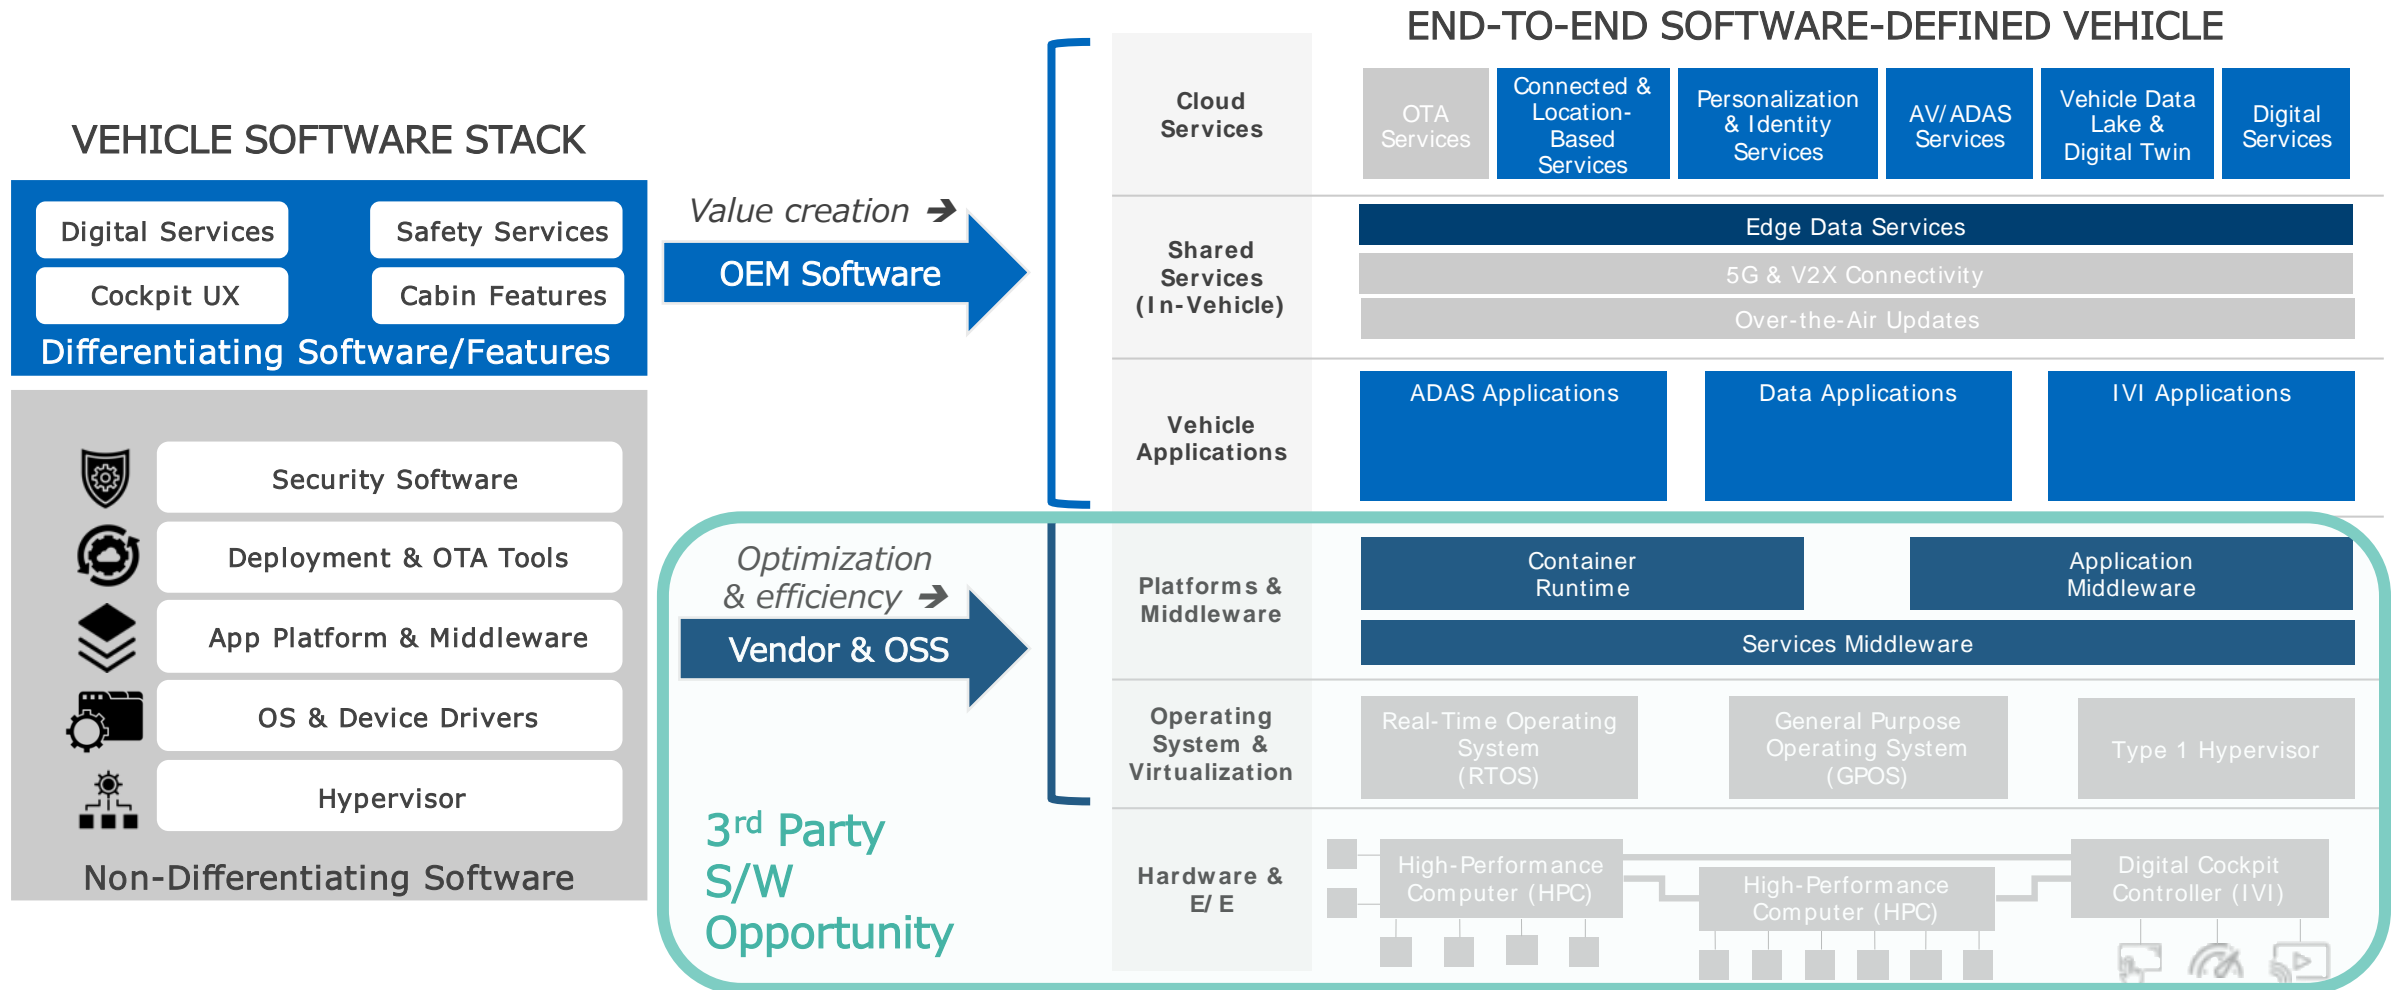 END-TO-END SOFTWARE-DEFINED VEHICLE
VEHICLE SOFTWARE STACK
Digital Services
Safety Services
Cockpit UX
Cabin Features
Differentiating Software/Features
Security Software
Deployment & OTA Tools
App Platform & Middleware
OS & Device Drivers
Hypervisor
Non-Differentiating Software
Value creation ➔
OEM Software
Optimization
& efficiency ➔
Vendor & OSS
3rd Party
S/W
Opportunity
Cloud
Services
OTA
Services
Connected &
Location-
Based
Services
Personalization
& Identity
Services
AV/ADAS
Services
Vehicle Data
Lake &
Digital Twin
Digital
Services
Shared
Services
(In-Vehicle)
Edge Data Services
5G & V2X Connectivity
Over-the-Air Updates
Vehicle
Applications
ADAS Applications
Data Applications
IVI Applications
Platforms &
Middleware
Container
Runtime
Application
Middleware
Services Middleware
Operating
System &
Virtualization
Real-Time Operating
System
(RTOS)
General Purpose
Operating System
(GPOS)
Type 1 Hypervisor
Hardware &
E/E
High-Performance
Computer (HPC)
High-Performance
Computer (HPC)
Digital Cockpit
Controller (IVI)